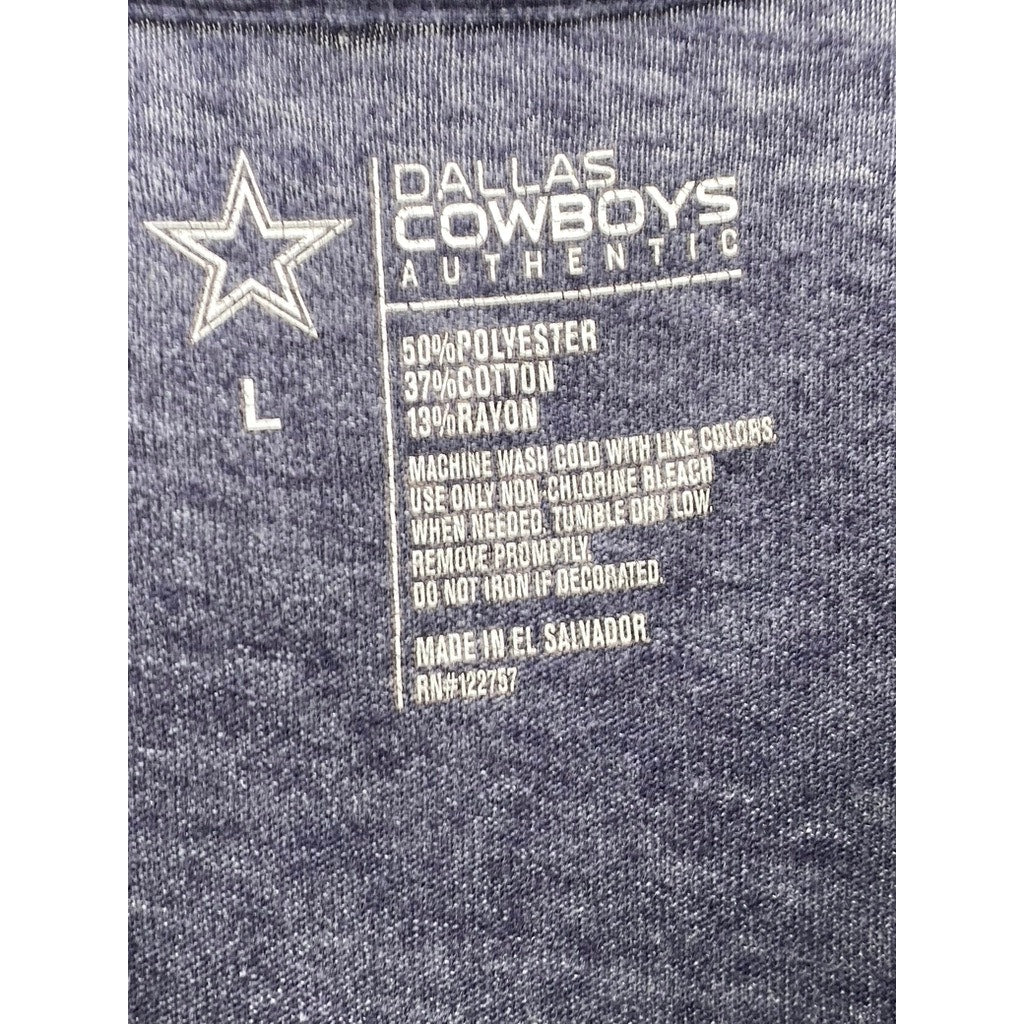 DALLAS
COWBOYS
AUTHENTIC
L
50%POLYESTER
37%COTTON
13%RAYON
MACHINE WASH COLD WITH LIKE COLORS.
USE ONLY NON-CHLORINE BLEACH
WHEN NEEDED. TUMBLE DRY LOW.
REMOVE PROMPTLY.
DO NOT IRON IF DECORATED.
MADE IN EL SALVADOR
RN#122757